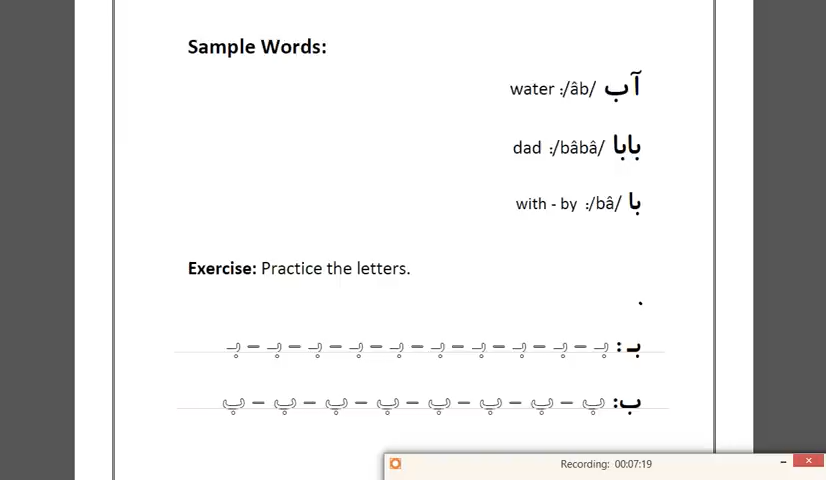 Sample Words:
آب /âb/: water
بابا /bâbâ/: dad
با /bâ/: with - by
Exercise: Practice the letters.
بـ : بـ – بـ – بـ – بـ – بـ – بـ – بـ – بـ – بـ – بـ
ب: ب – ب – ب – ب – ب – ب – ب – ب
Recording: 00:07:19